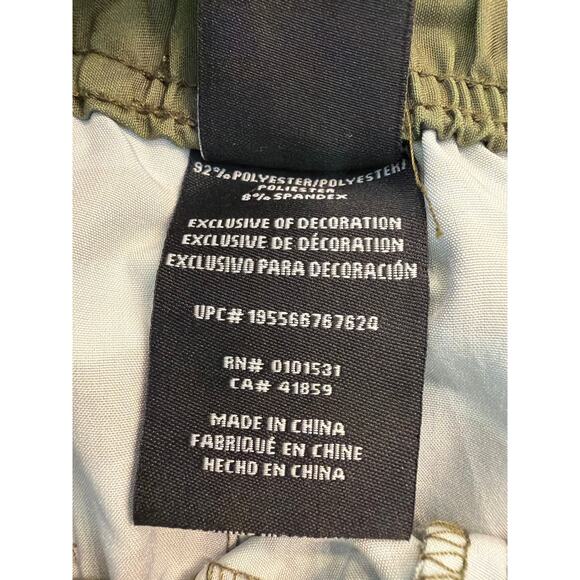 92% POLYESTER/POLYESTER/
POLIESTER
8% SPANDEX
EXCLUSIVE OF DECORATION
EXCLUSIVE DE DÉCORATION
EXCLUSIVO PARA DECORACIÓN
UPC# 195566767624
RN# 0101531
CA# 41859
MADE IN CHINA
FABRIQUÉ EN CHINE
HECHO EN CHINA